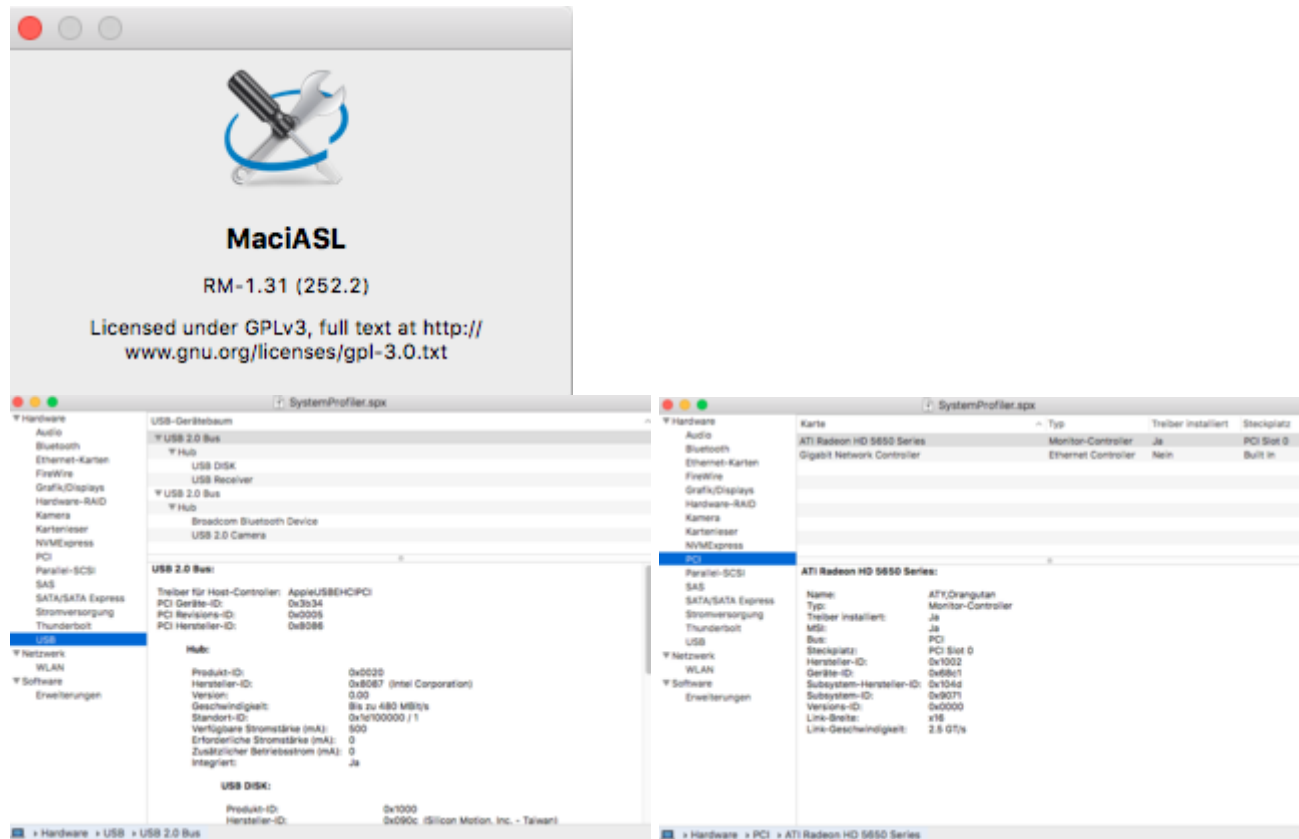 MaciASL
RM-1.31 (252.2)
Licensed under GPLv3, full text at http://
www.gnu.org/licenses/gpl-3.0.txt
SystemProfiler.spx
Hardware
Audio
Bluetooth
Ethernet-Karten
FireWire
Grafik/Displays
Hardware-RAID
Kamera
Kartenleser
NVMExpress
PCI
Parallel-SCSI
SAS
SATA/SATA Express
Stromversorgung
Thunderbolt
USB
Netzwerk
WLAN
Software
Erweiterungen
USB-Gerätebaum
USB 2.0 Bus
Hub
USB DISK
USB Receiver
USB 2.0 Bus
Hub
Broadcom Bluetooth Device
USB 2.0 Camera
USB 2.0 Bus:
Treiber für Host-Controller: AppleUSBEHCIPCI
PCI Geräte-ID: 0x3b34
PCI Revisions-ID: 0x0005
PCI Hersteller-ID: 0x8086
Hub:
Produkt-ID: 0x0020
Hersteller-ID: 0x8087 (Intel Corporation)
Version: 0.00
Geschwindigkeit: Bis zu 480 MBit/s
Standort-ID: 0x1d100000 / 1
Verfügbare Stromstärke (mA): 500
Erforderliche Stromstärke (mA): 0
Zusätzlicher Betriebsstrom (mA): 0
Integriert: Ja
USB DISK:
Produkt-ID: 0x1000
Hersteller-ID: 0x090c (Silicon Motion, Inc. - Taiwan)
Hardware › USB › USB 2.0 Bus
SystemProfiler.spx
Hardware
Audio
Bluetooth
Ethernet-Karten
FireWire
Grafik/Displays
Hardware-RAID
Kamera
Kartenleser
NVMExpress
PCI
Parallel-SCSI
SAS
SATA/SATA Express
Stromversorgung
Thunderbolt
USB
Netzwerk
WLAN
Software
Erweiterungen
Karte Typ Treiber installiert Steckplatz
ATI Radeon HD 5650 Series Monitor-Controller Ja PCI Slot 0
Gigabit Network Controller Ethernet Controller Nein Built in
ATI Radeon HD 5650 Series:
Name: ATY,Orangutan
Typ: Monitor-Controller
Treiber installiert: Ja
MSI: Ja
Bus: PCI
Steckplatz: PCI Slot 0
Hersteller-ID: 0x1002
Geräte-ID: 0x68c1
Subsystem-Hersteller-ID: 0x104d
Subsystem-ID: 0x9071
Versions-ID: 0x0000
Link-Breite: x16
Link-Geschwindigkeit: 2.5 GT/s
Hardware › PCI › ATI Radeon HD 5650 Series